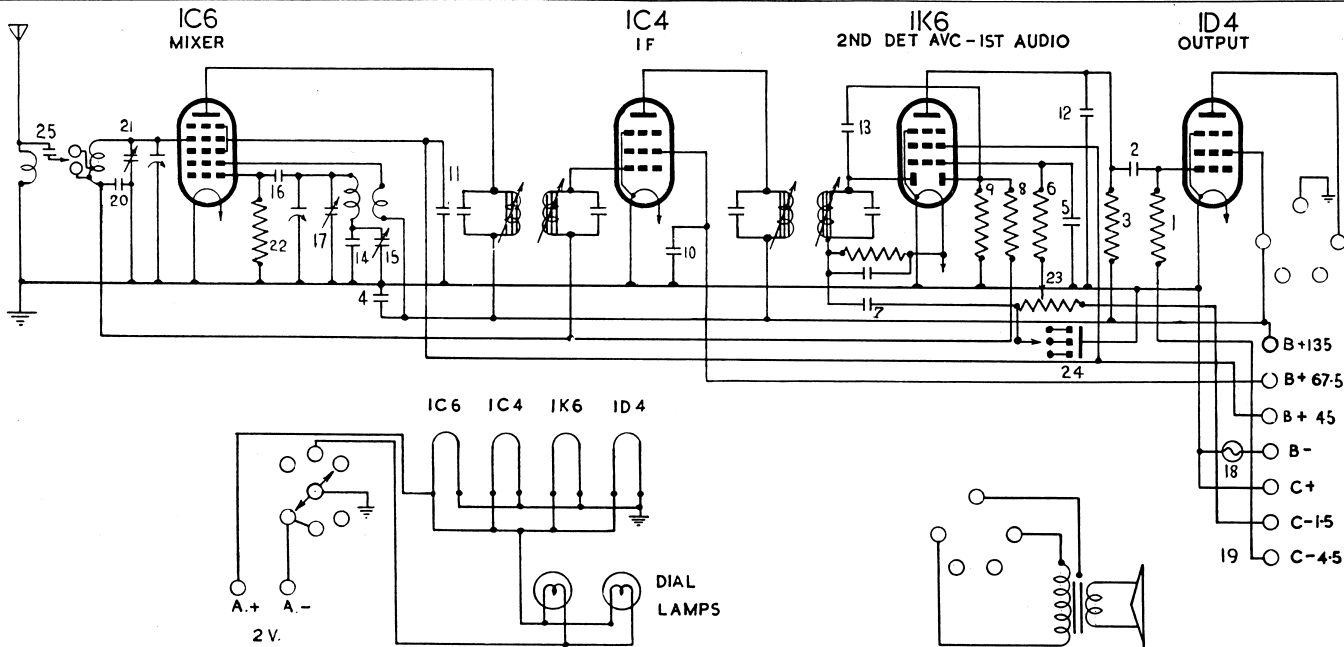 1C6
MIXER
1C4
IF
1K6
2ND DET AVC-1ST AUDIO
1D4
OUTPUT
25
21
20
16
22
17
14
15
4
11
10
13
7
9
8
6
5
23
24
12
3
2
1
B+135
B+ 67·5
B+ 45
B-
18
C+
C-1·5
19
C-4·5
1C6 1C4 1K6 1D4
A.+ A.-
2 V.
DIAL
LAMPS